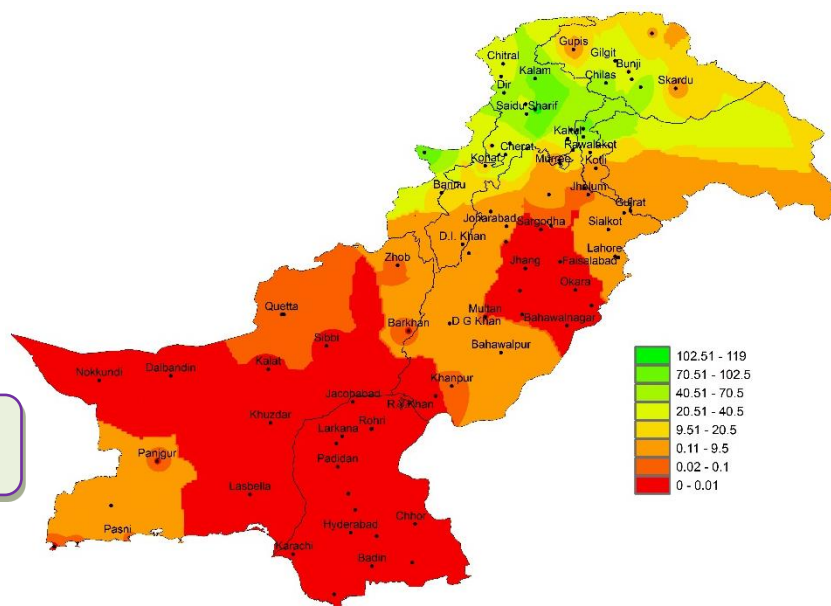 Chitral
Gupis
Gilgit
Bunji
Kalam
Chilas
Skardu
Dir
Saidu Sharif
Kakul
Cherat
Rawalakot
Kohat
Murree
Kotli
Bannu
Jhelum
Joharabad
Gujrat
Sargodha
Sialkot
D.I. Khan
Lahore
Zhob
Jhang
Faisalabad
Okara
Quetta
Multan
Barkhan
D G Khan
Bahawalnagar
Sibbi
Bahawalpur
Kalat
Dalbandin
Nokkundi
Khanpur
Jacopabad
R.Y.Khan
Khuzdar
Rohri
Larkana
Panjgur
Padidan
Lasbella
Pasni
Hyderabad
Chhor
Karachi
Badin
102.51 - 119
70.51 - 102.5
40.51 - 70.5
20.51 - 40.5
9.51 - 20.5
0.11 - 9.5
0.02 - 0.1
0 - 0.01